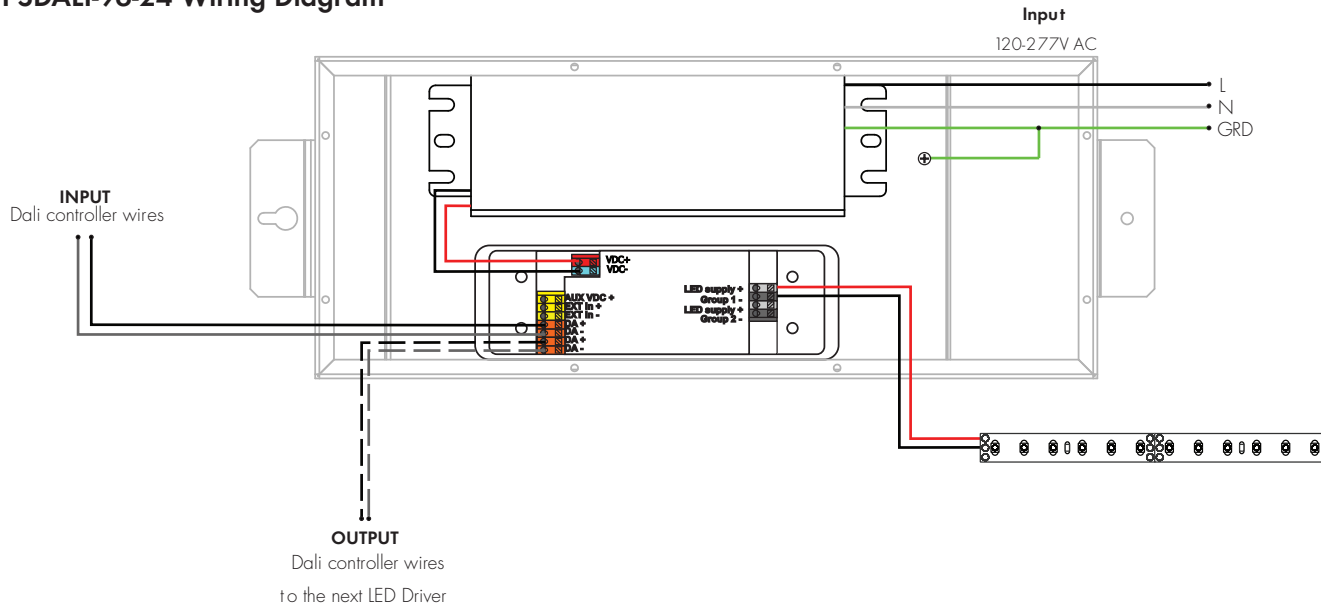 Wiring Diagram
Input
120-277V AC
L
N
GRD
INPUT
Dali controller wires
VDC+
VDC-
AUX VDC +
EXT In +
EXT In -
DA +
DA -
DA +
DA -
LED supply +
Group 1 -
LED supply +
Group 2 -
OUTPUT
Dali controller wires
to the next LED Driver